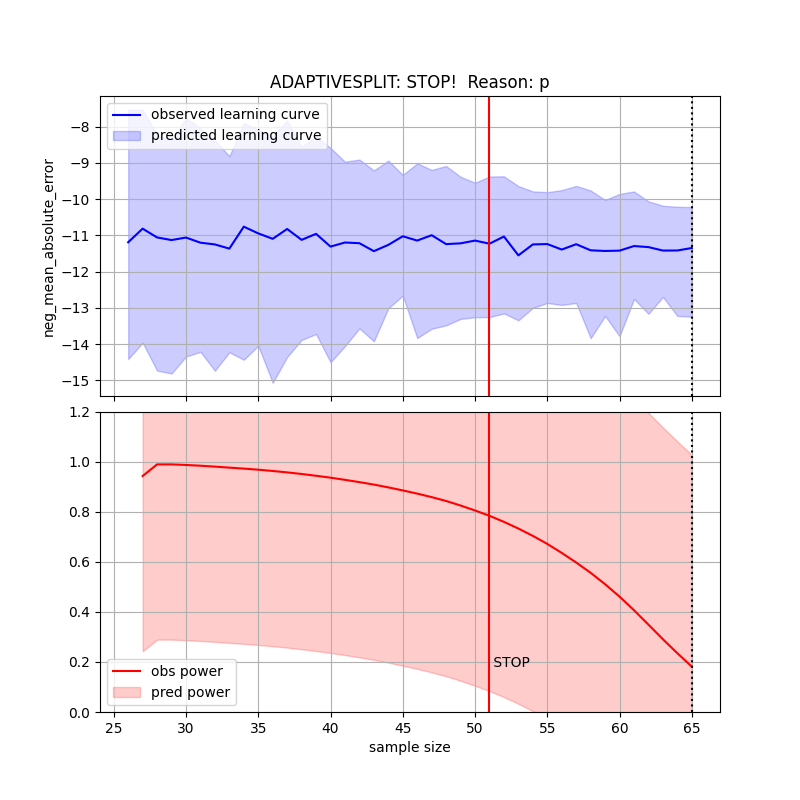 ADAPTIVESPLIT: STOP!  Reason: p
observed learning curve
predicted learning curve
neg_mean_absolute_error
−8
−9
−10
−11
−12
−13
−14
−15
1.2
1.0
0.8
0.6
0.4
0.2
0.0
STOP
obs power
pred power
25 30 35 40 45 50 55 60 65
sample size